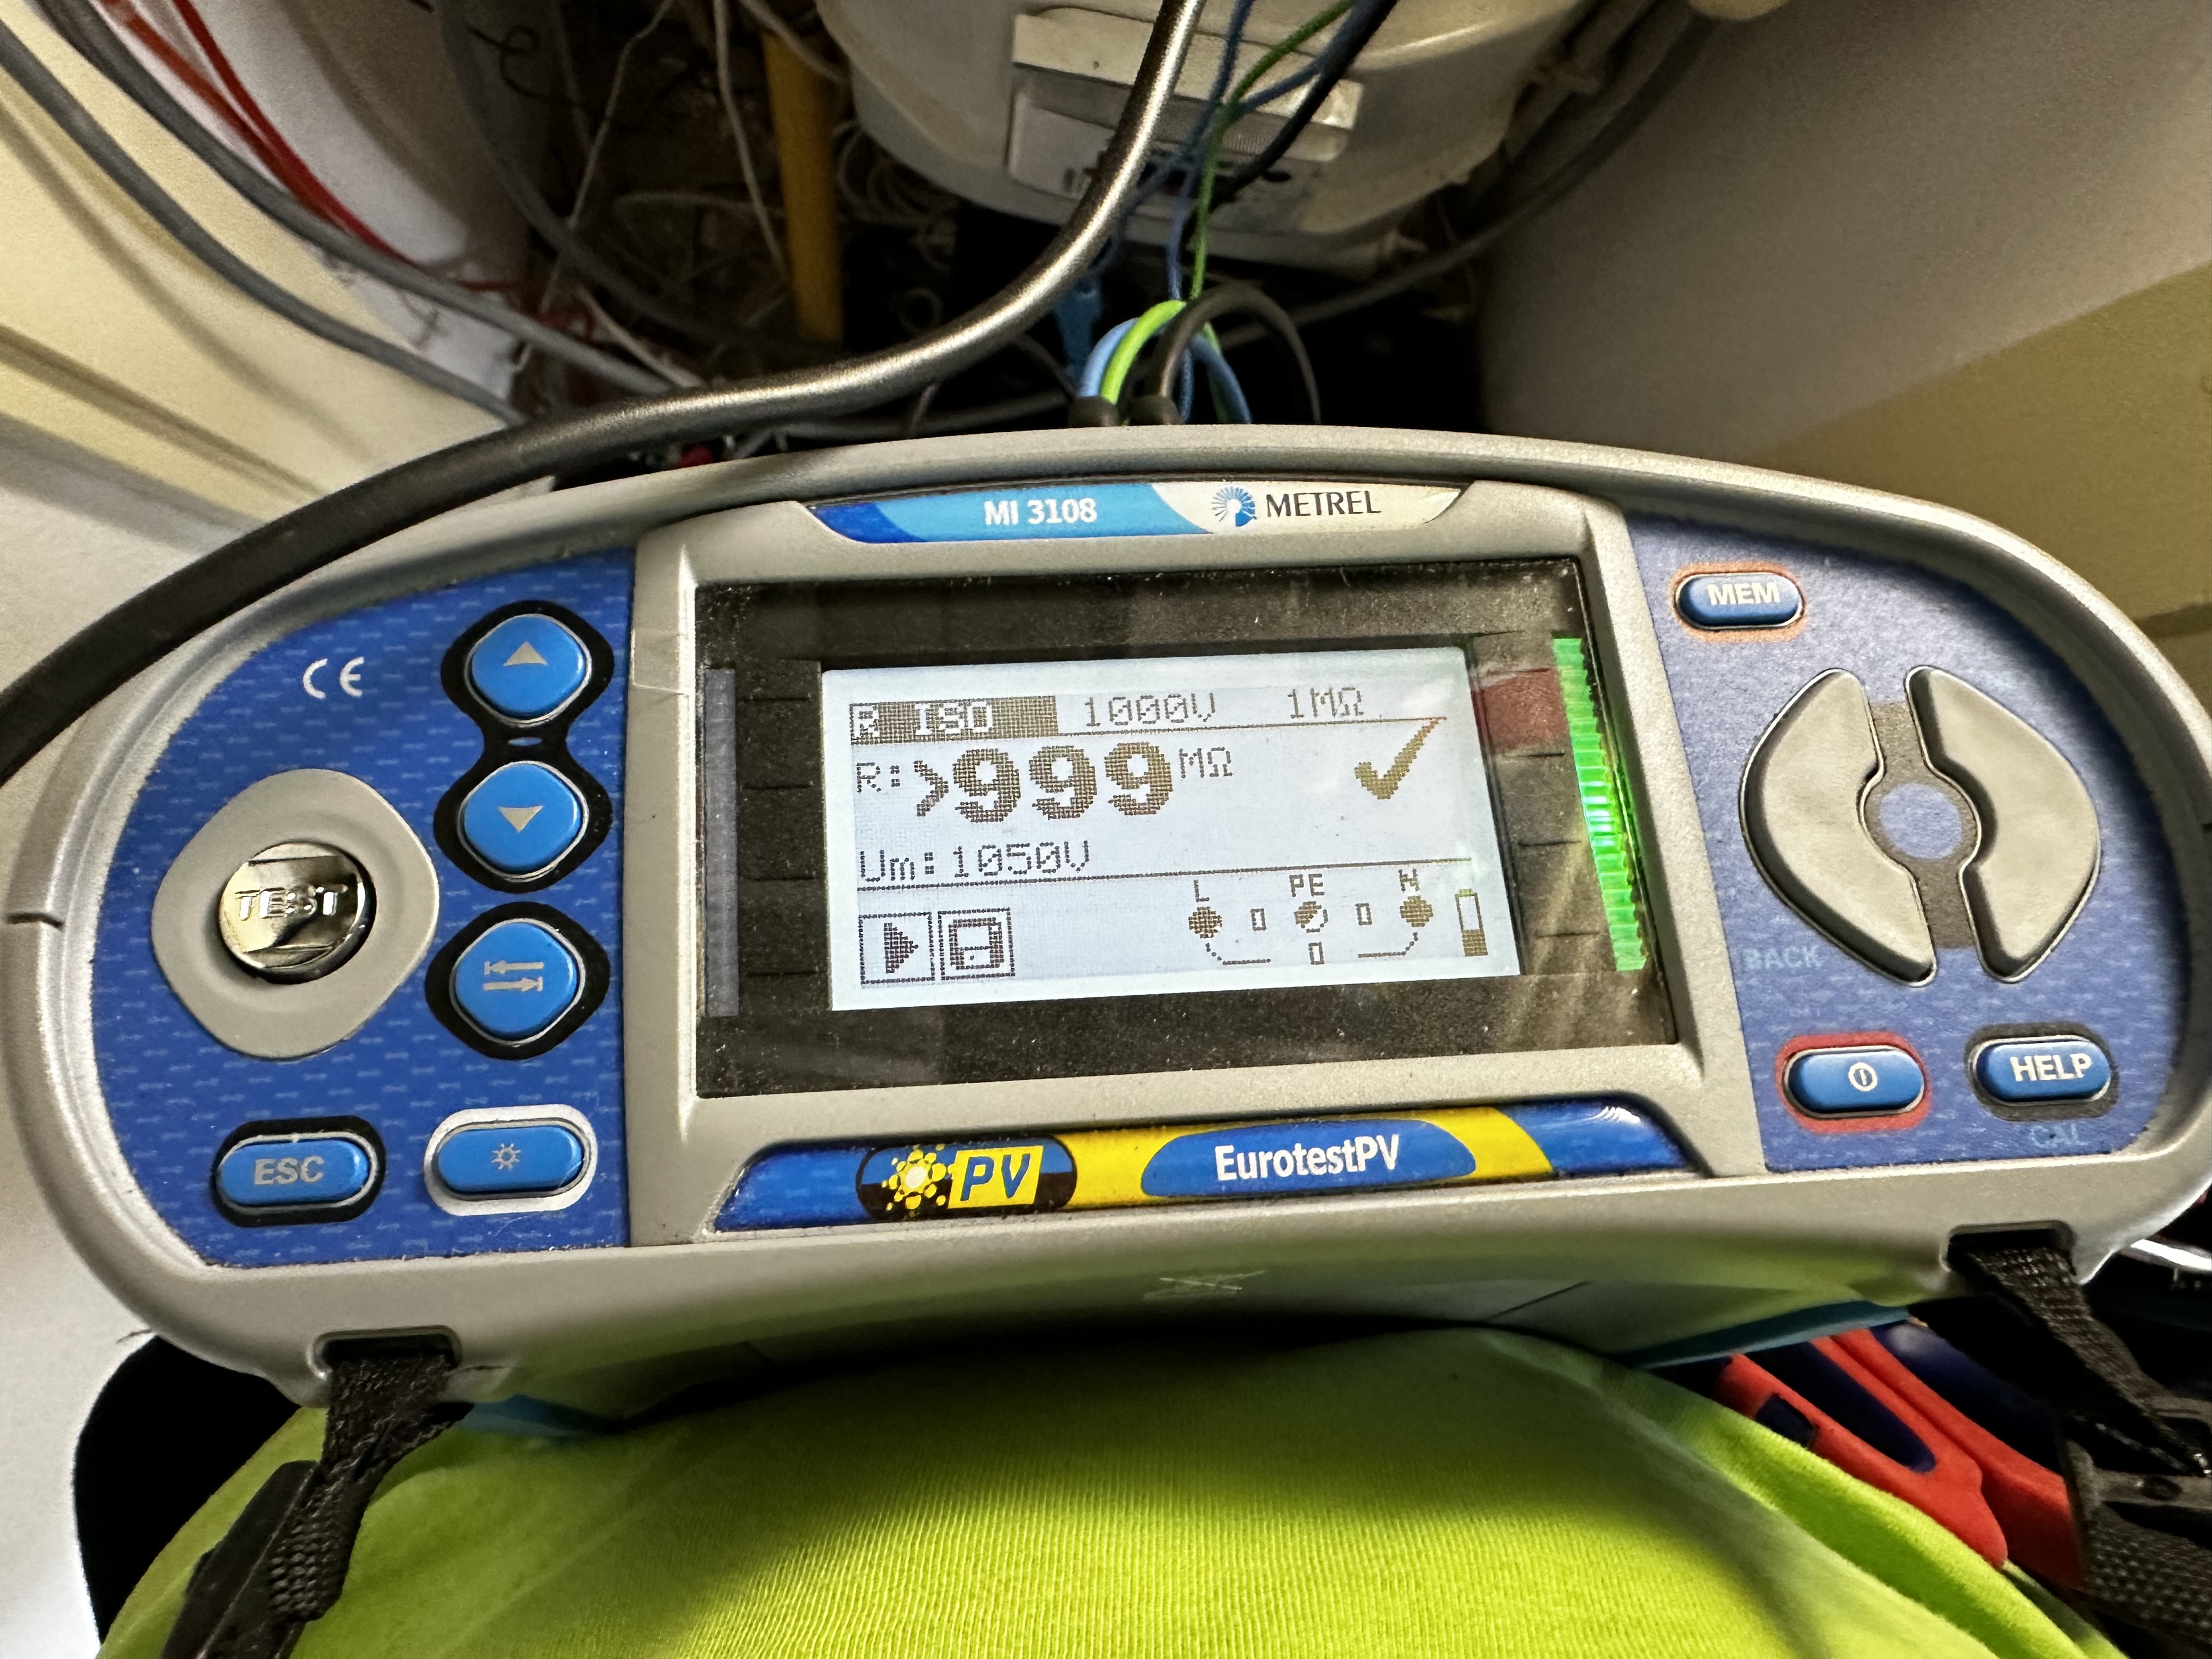 MI 3108 METREL
MEM
CE
R ISO 1000V 1MΩ
R:>999MΩ
Um:1050V
L PE N
TEST
BACK
HELP
CAL
ESC
PV EurotestPV